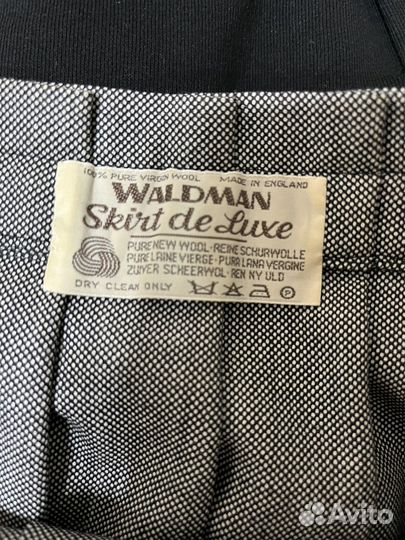 100% PURE VIRGIN WOOL MADE IN ENGLAND
WALDMAN
Skirt de Luxe
PURE NEW WOOL · REINE SCHURWOLLE
PURE LAINE VIERGE · PURA LANA VERGINE
ZUIVER SCHEERWOL · REN NY ULD
DRY CLEAN ONLY P
Avito